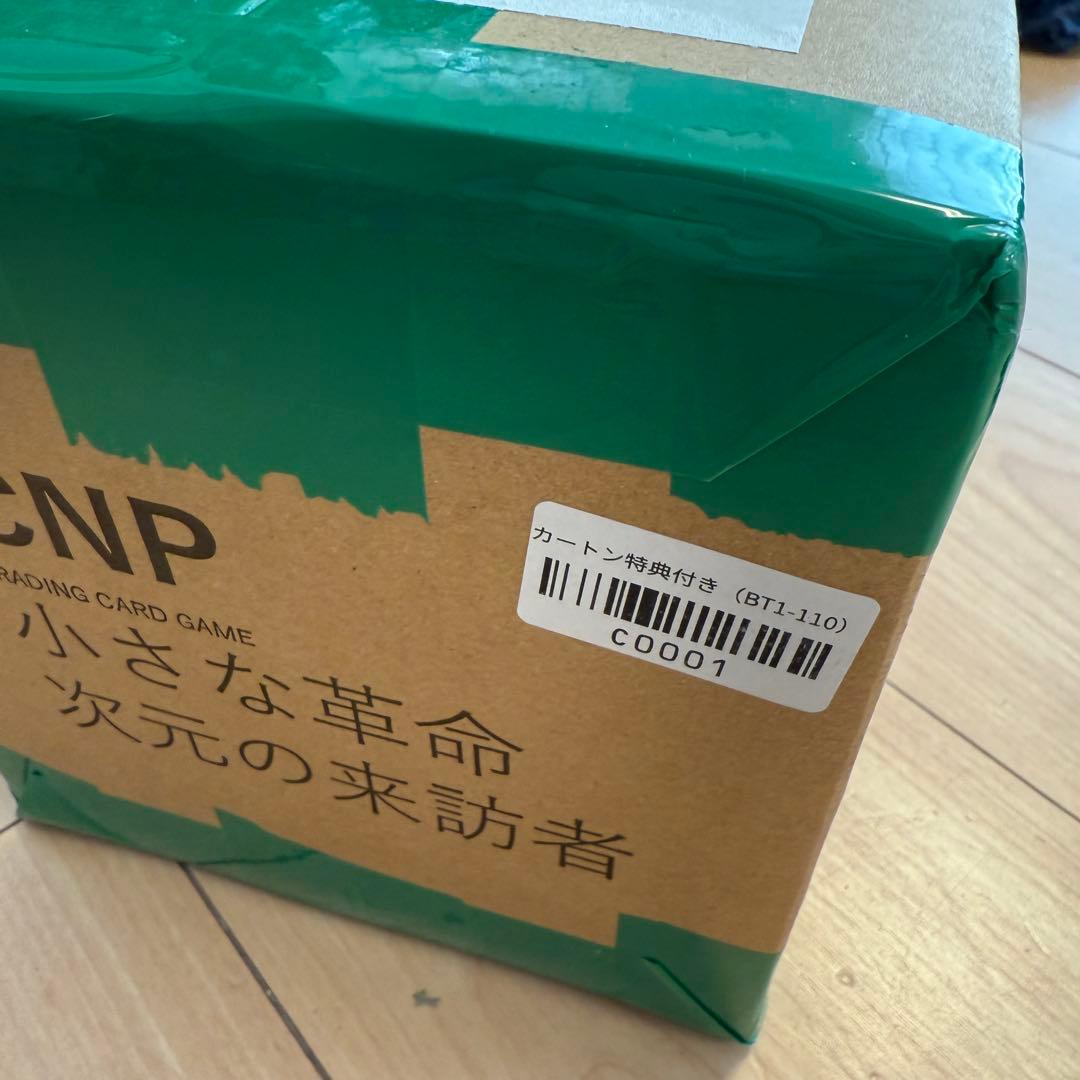 CNP
TRADING CARD GAME
小さな革命
次元の来訪者
カートン特典付き (BT1-110)
C0001